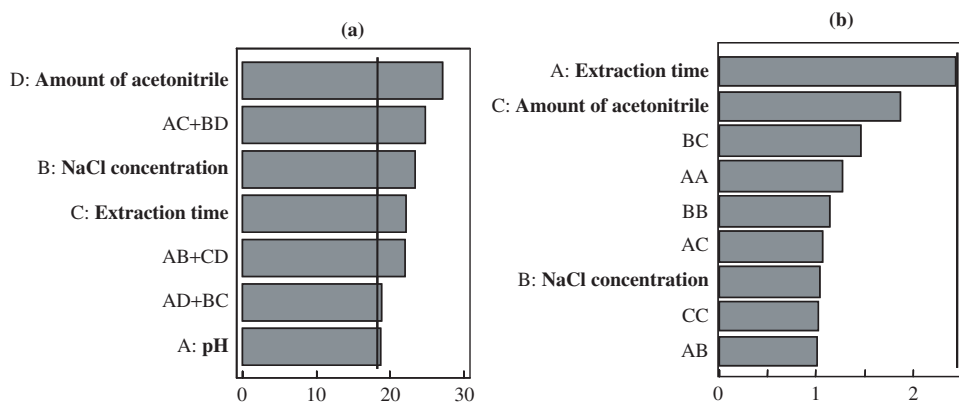 (a)
D: Amount of acetonitrile
AC+BD
B: NaCl concentration
C: Extraction time
AB+CD
AD+BC
A: pH
0 10 20 30
(b)
A: Extraction time
C: Amount of acetonitrile
BC
AA
BB
AC
B: NaCl concentration
CC
AB
0 1 2